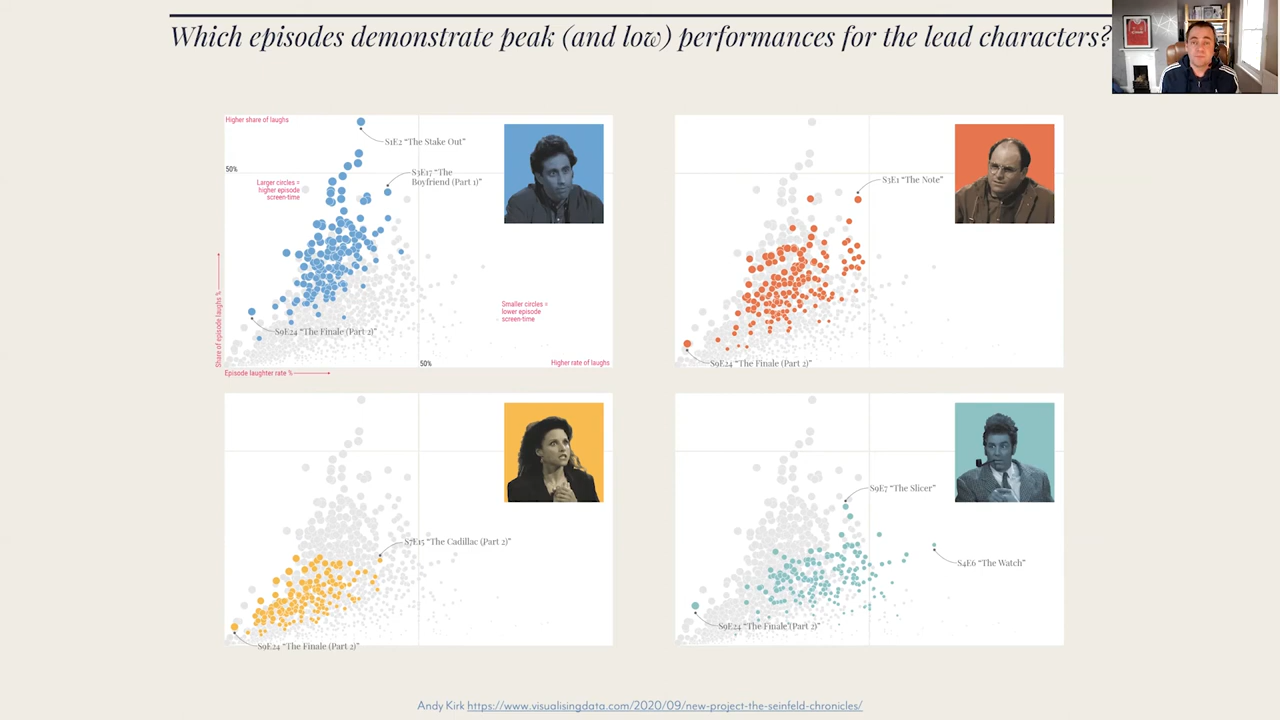 Which episodes demonstrate peak (and low) performances for the lead characters?
Higher share of laughs
S1E2 “The Stake Out”
50%
S3E17 “The
Boyfriend (Part 1)”
Larger circles =
higher episode
screen-time
Smaller circles =
lower episode
screen-time
S9E24 “The Finale (Part 2)”
Share of episode laughs %
50%
Higher rate of laughs
Episode laughter rate %
S3E1 “The Note”
S9E24 “The Finale (Part 2)”
S7E15 “The Cadillac (Part 2)”
S9E24 “The Finale (Part 2)”
S9E7 “The Slicer”
S4E6 “The Watch”
S9E24 “The Finale (Part 2)”
Andy Kirk https://www.visualisingdata.com/2020/09/new-project-the-seinfeld-chronicles/